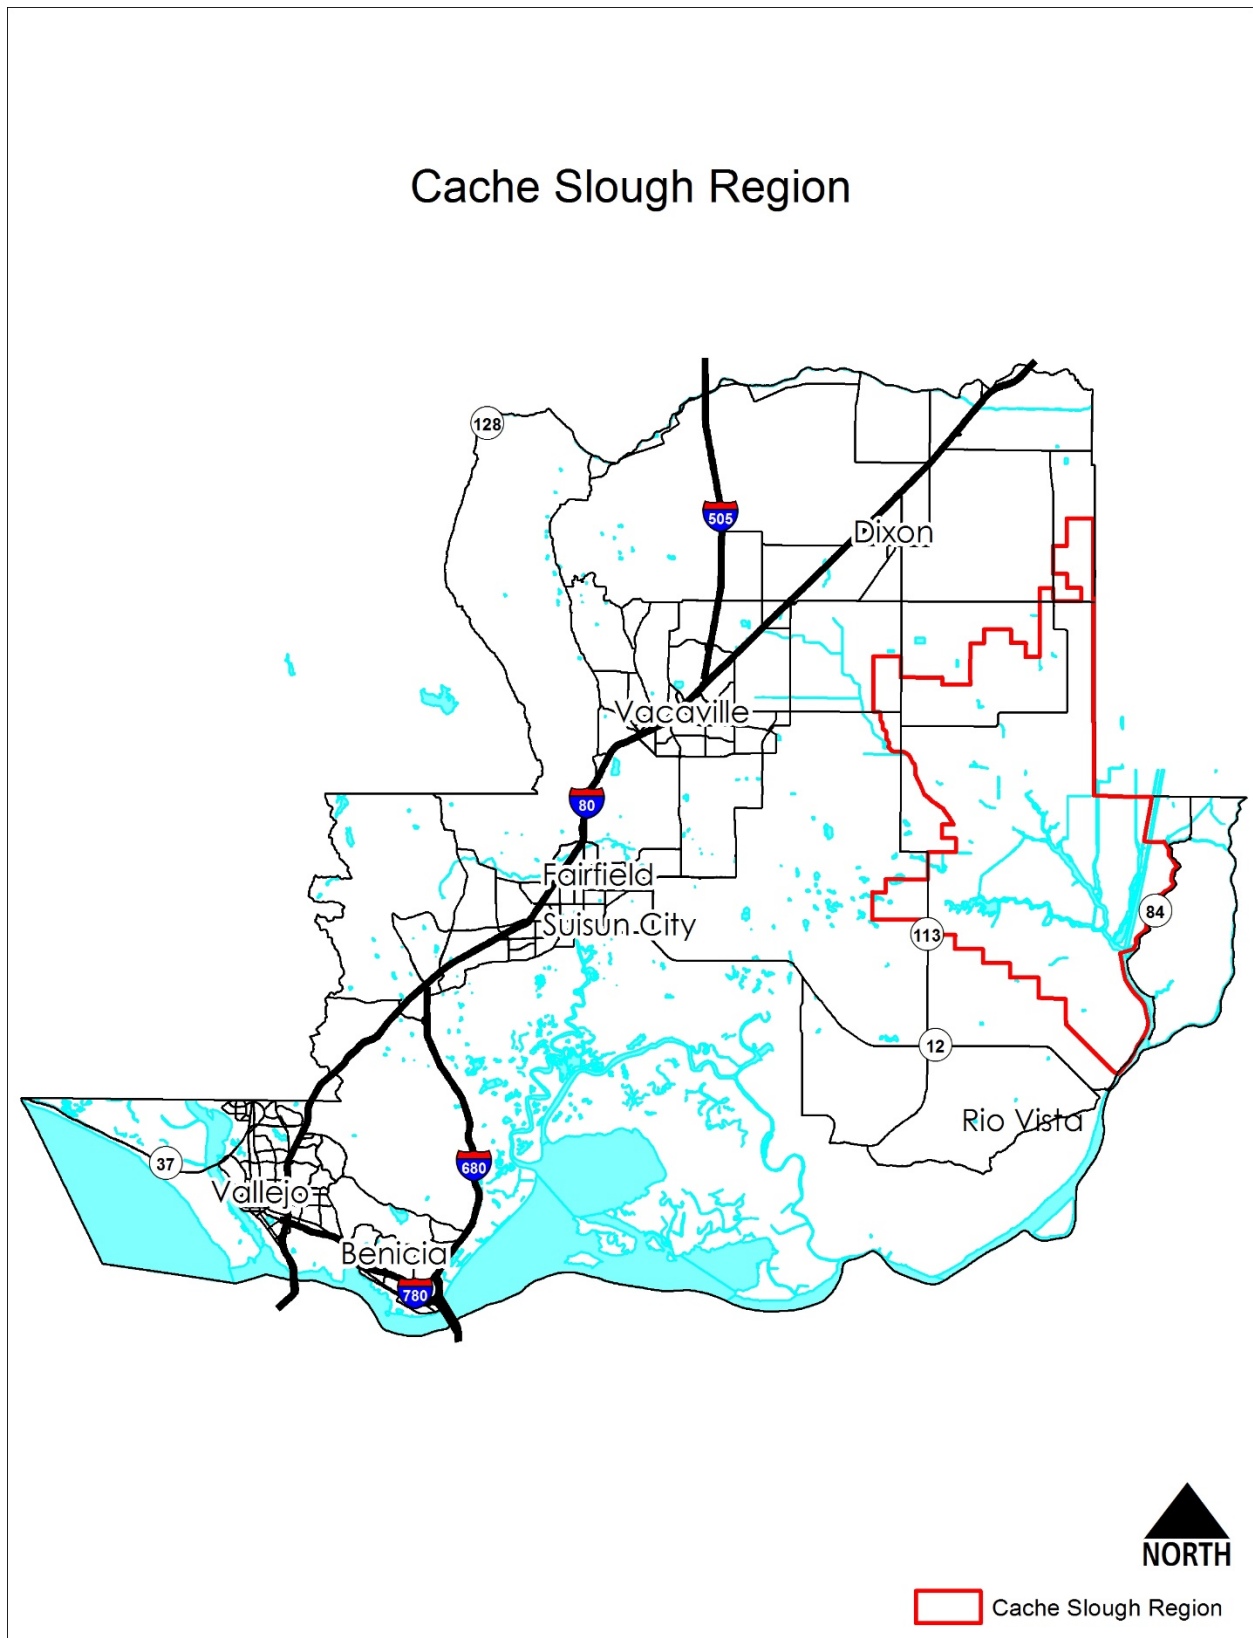 Cache Slough Region
128
505
Dixon
Vacaville
80
Fairfield
Suisun City
84
113
12
Rio Vista
37
680
Vallejo
Benicia
780
NORTH
Cache Slough Region